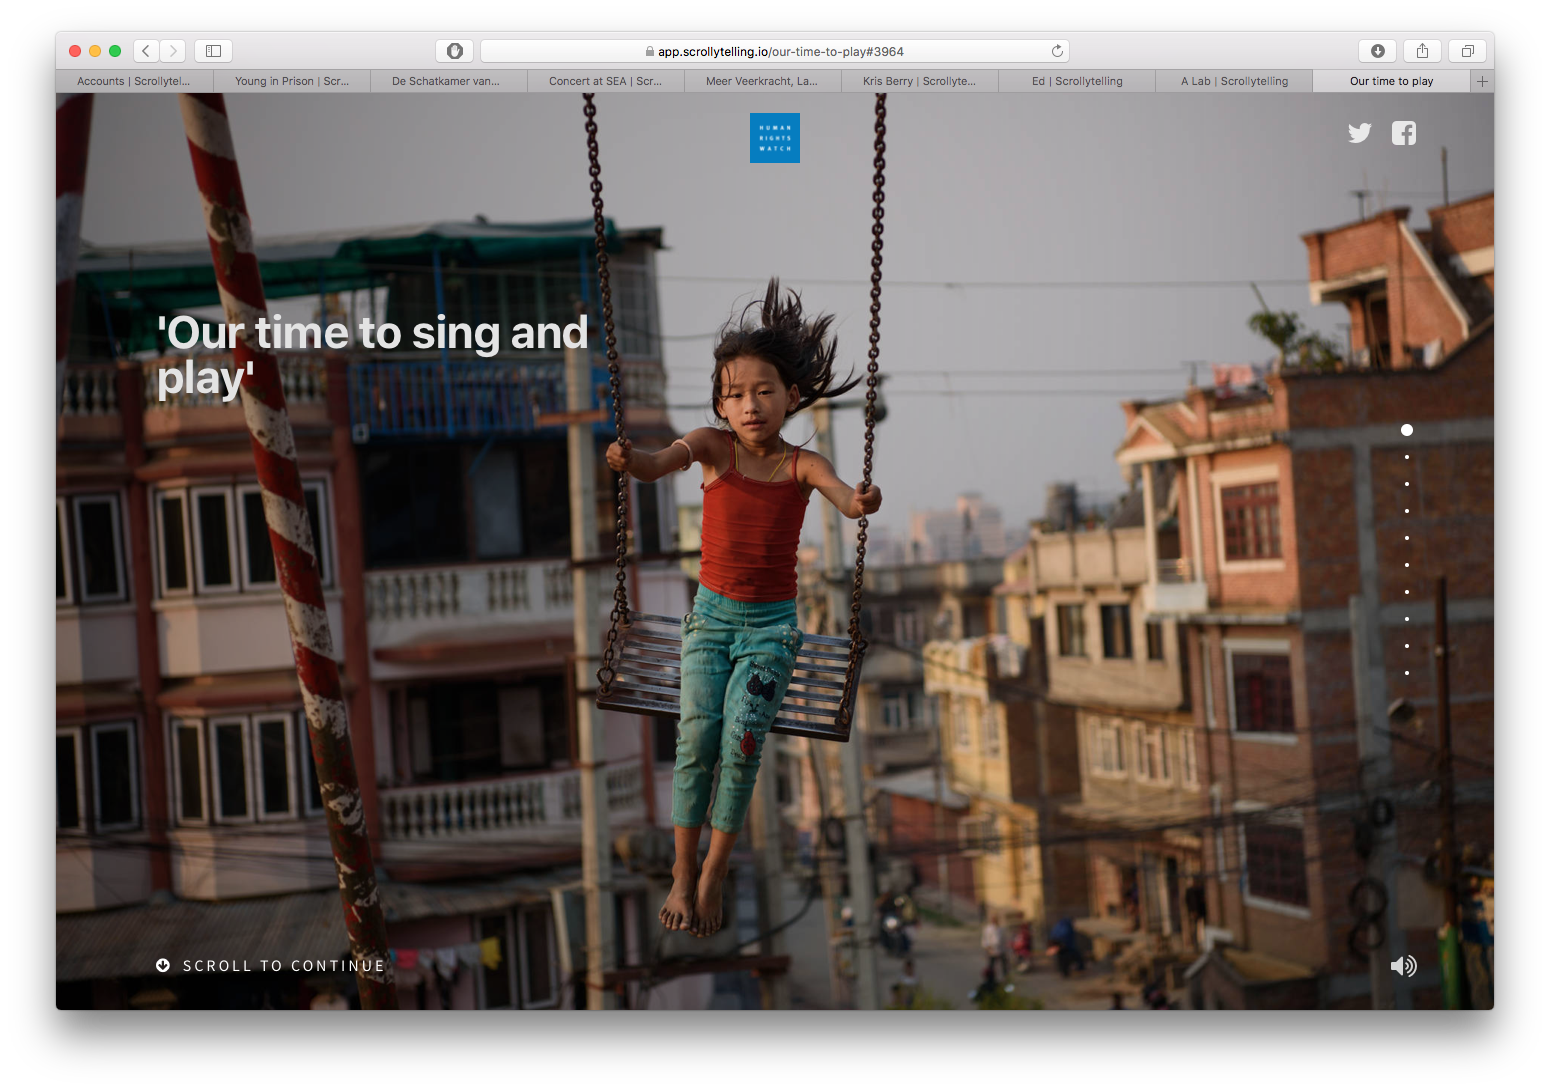 app.scrollytelling.io/our-time-to-play#3964
Accounts | Scrollytel...
Young in Prison | Scr...
De Schatkamer van...
Concert at SEA | Scr...
Meer Veerkracht, La...
Kris Berry | Scrollyte...
Ed | Scrollytelling
A Lab | Scrollytelling
Our time to play
HUMAN
RIGHTS
WATCH
'Our time to sing and
play'
SCROLL TO CONTINUE